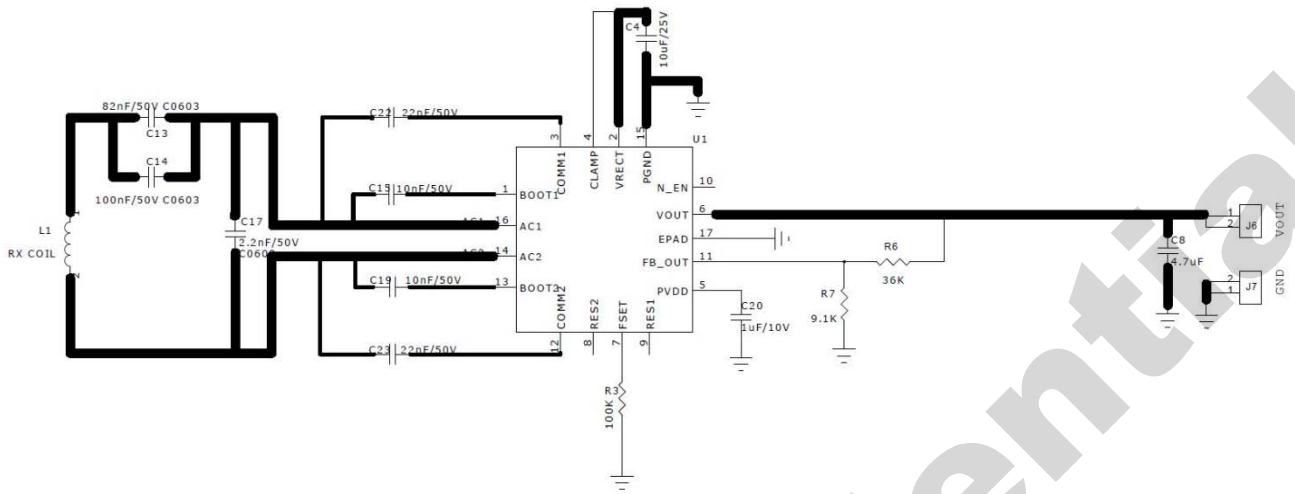 C4
10uF/25V
82nF/50V C0603
C13
C14
100nF/50V C0603
C22 22nF/50V
3
4
2
15
U1
COMM1
CLAMP
VRECT
PGND
N_EN
10
C15 10nF/50V
1
BOOT1
VOUT
6
1
2
J6
VOUT
L1
RX COIL
1
2
C17
2.2nF/50V
16
AC1
14
AC2
EPAD
17
C8
4.7uF
FB_OUT
11
R6
36K
C19 10nF/50V
13
BOOT2
PVDD
5
R7
9.1K
2
1
J7
GND
C20
1uF/10V
COMM2
RES2
FSET
RES1
C23 22nF/50V
12
8
7
9
R3
100K
ential